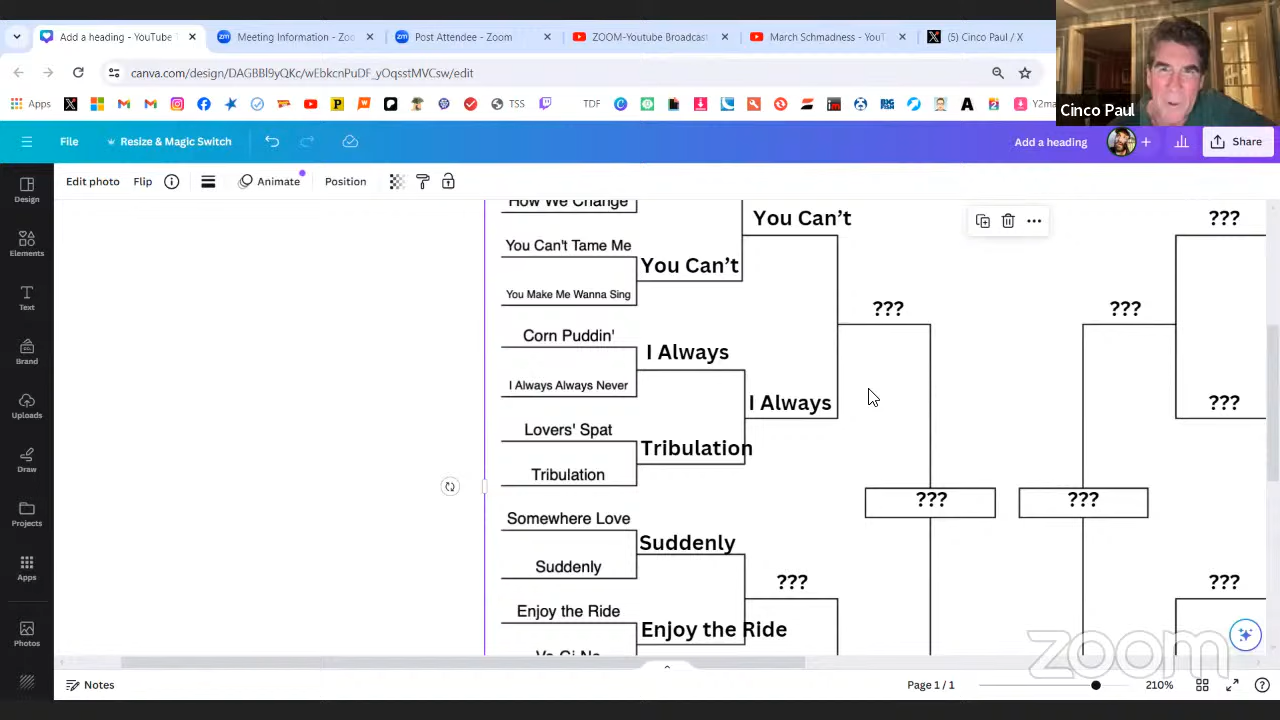 Add a heading - YouTube T
Meeting Information - Zoo
Post Attendee - Zoom
ZOOM-Youtube Broadcast
March Schmadness - YouT
(5) Cinco Paul / X
canva.com/design/DAGBBl9yQKc/wEbkcnPuDF_yOqsstMVCsw/edit
Apps
TSS
TDF
Y2ma
Cinco Paul
File
Resize & Magic Switch
Add a heading
Share
Edit photo
Flip
Animate
Position
Design
Elements
Text
Brand
Uploads
Draw
Projects
Apps
Photos
How We Change
You Can't Tame Me
You Make Me Wanna Sing
Corn Puddin'
I Always Always Never
Lovers' Spat
Tribulation
Somewhere Love
Suddenly
Enjoy the Ride
You Can’t
I Always
Tribulation
Suddenly
Enjoy the Ride
You Can’t
I Always
???
???
???
???
???
???
???
???
zoom
Notes
Page 1 / 1
210%